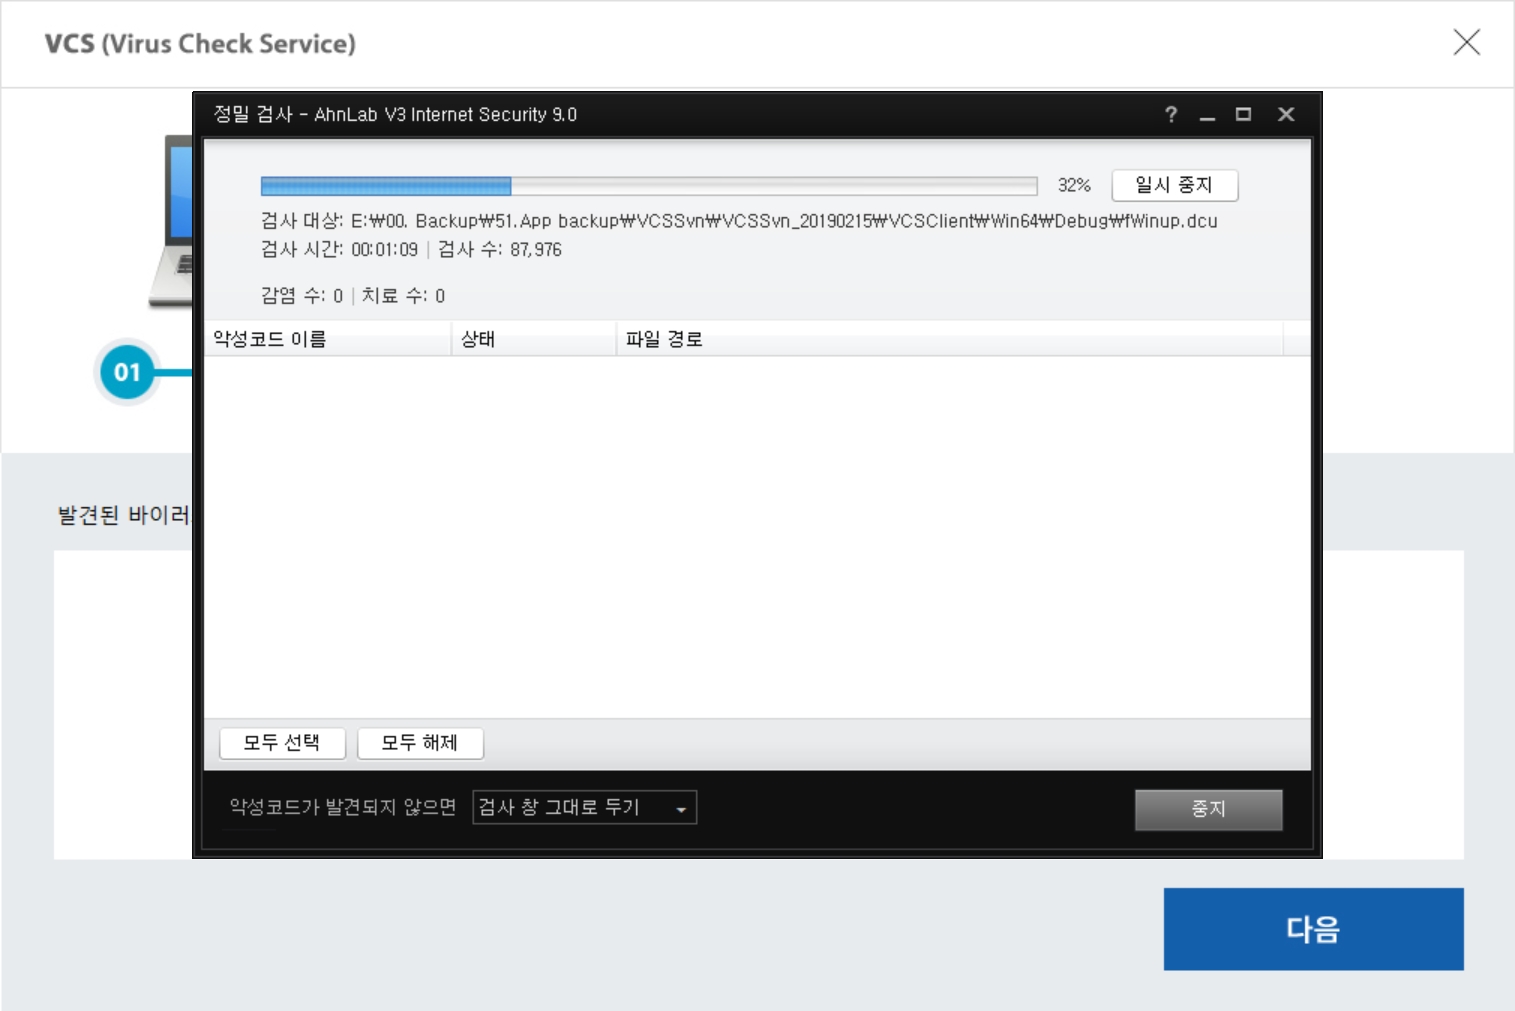 VCS (Virus Check Service)
정밀 검사 - AhnLab V3 Internet Security 9.0
32%
일시 중지
검사 대상: E:₩00. Backup₩51.App backup₩VCSSvn₩VCSSvn_20190215₩VCSClient₩Win64₩Debug₩fWinup.dcu
검사 시간: 00:01:09 | 검사 수: 87,976
감염 수: 0 | 치료 수: 0
악성코드 이름 상태 파일 경로
01
발견된 바이러
모두 선택 모두 해제
악성코드가 발견되지 않으면 검사 창 그대로 두기 중지
다음